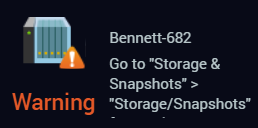 Bennett-682
Go to "Storage &
Snapshots" >
"Storage/Snapshots"
Warning